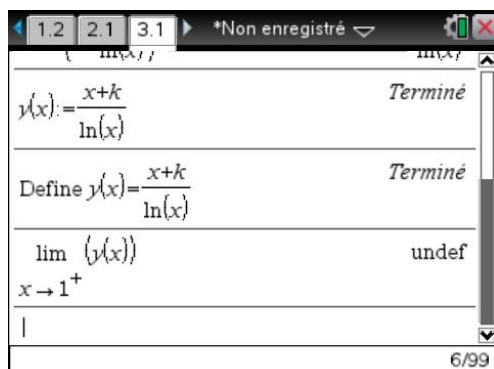 1.2 2.1 3.1 *Non enregistré
y(x):=x+k/ln(x) Terminé
Define y(x)=x+k/ln(x) Terminé
lim (y(x)) undef
x→1+
6/99